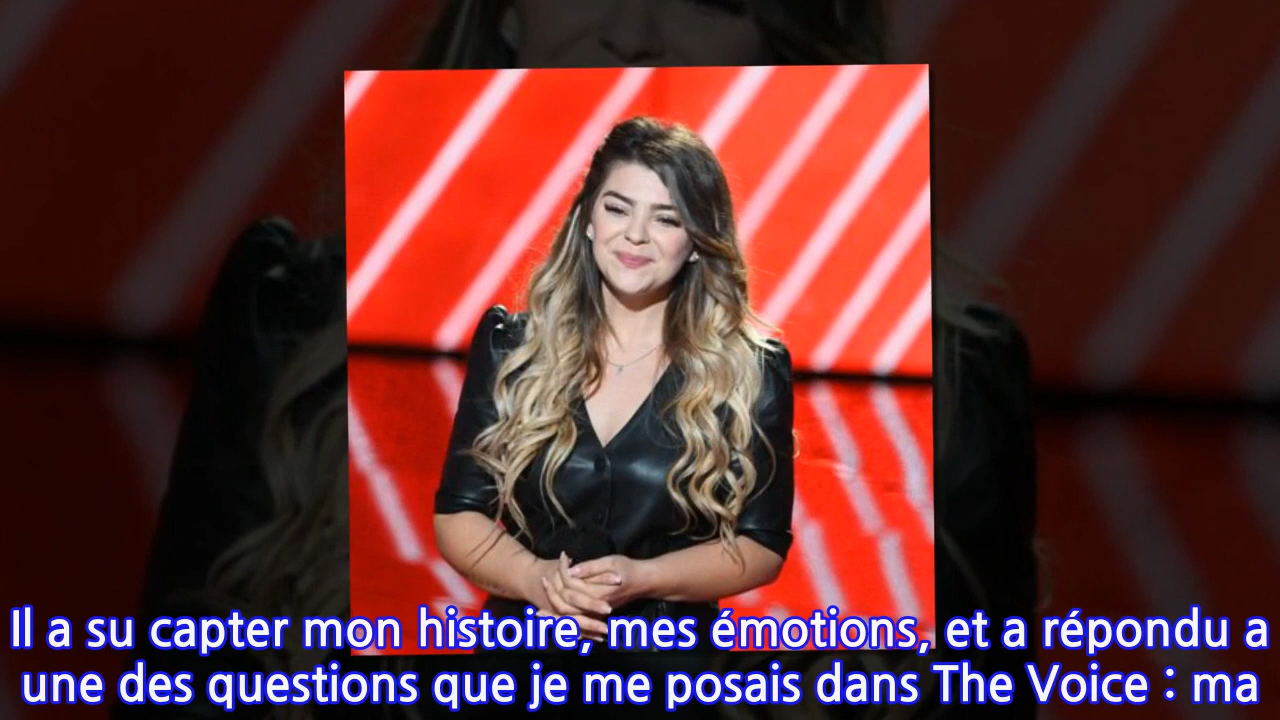 Il a su capter mon histoire, mes émotions, et a répondu a
une des questions que je me posais dans The Voice : ma